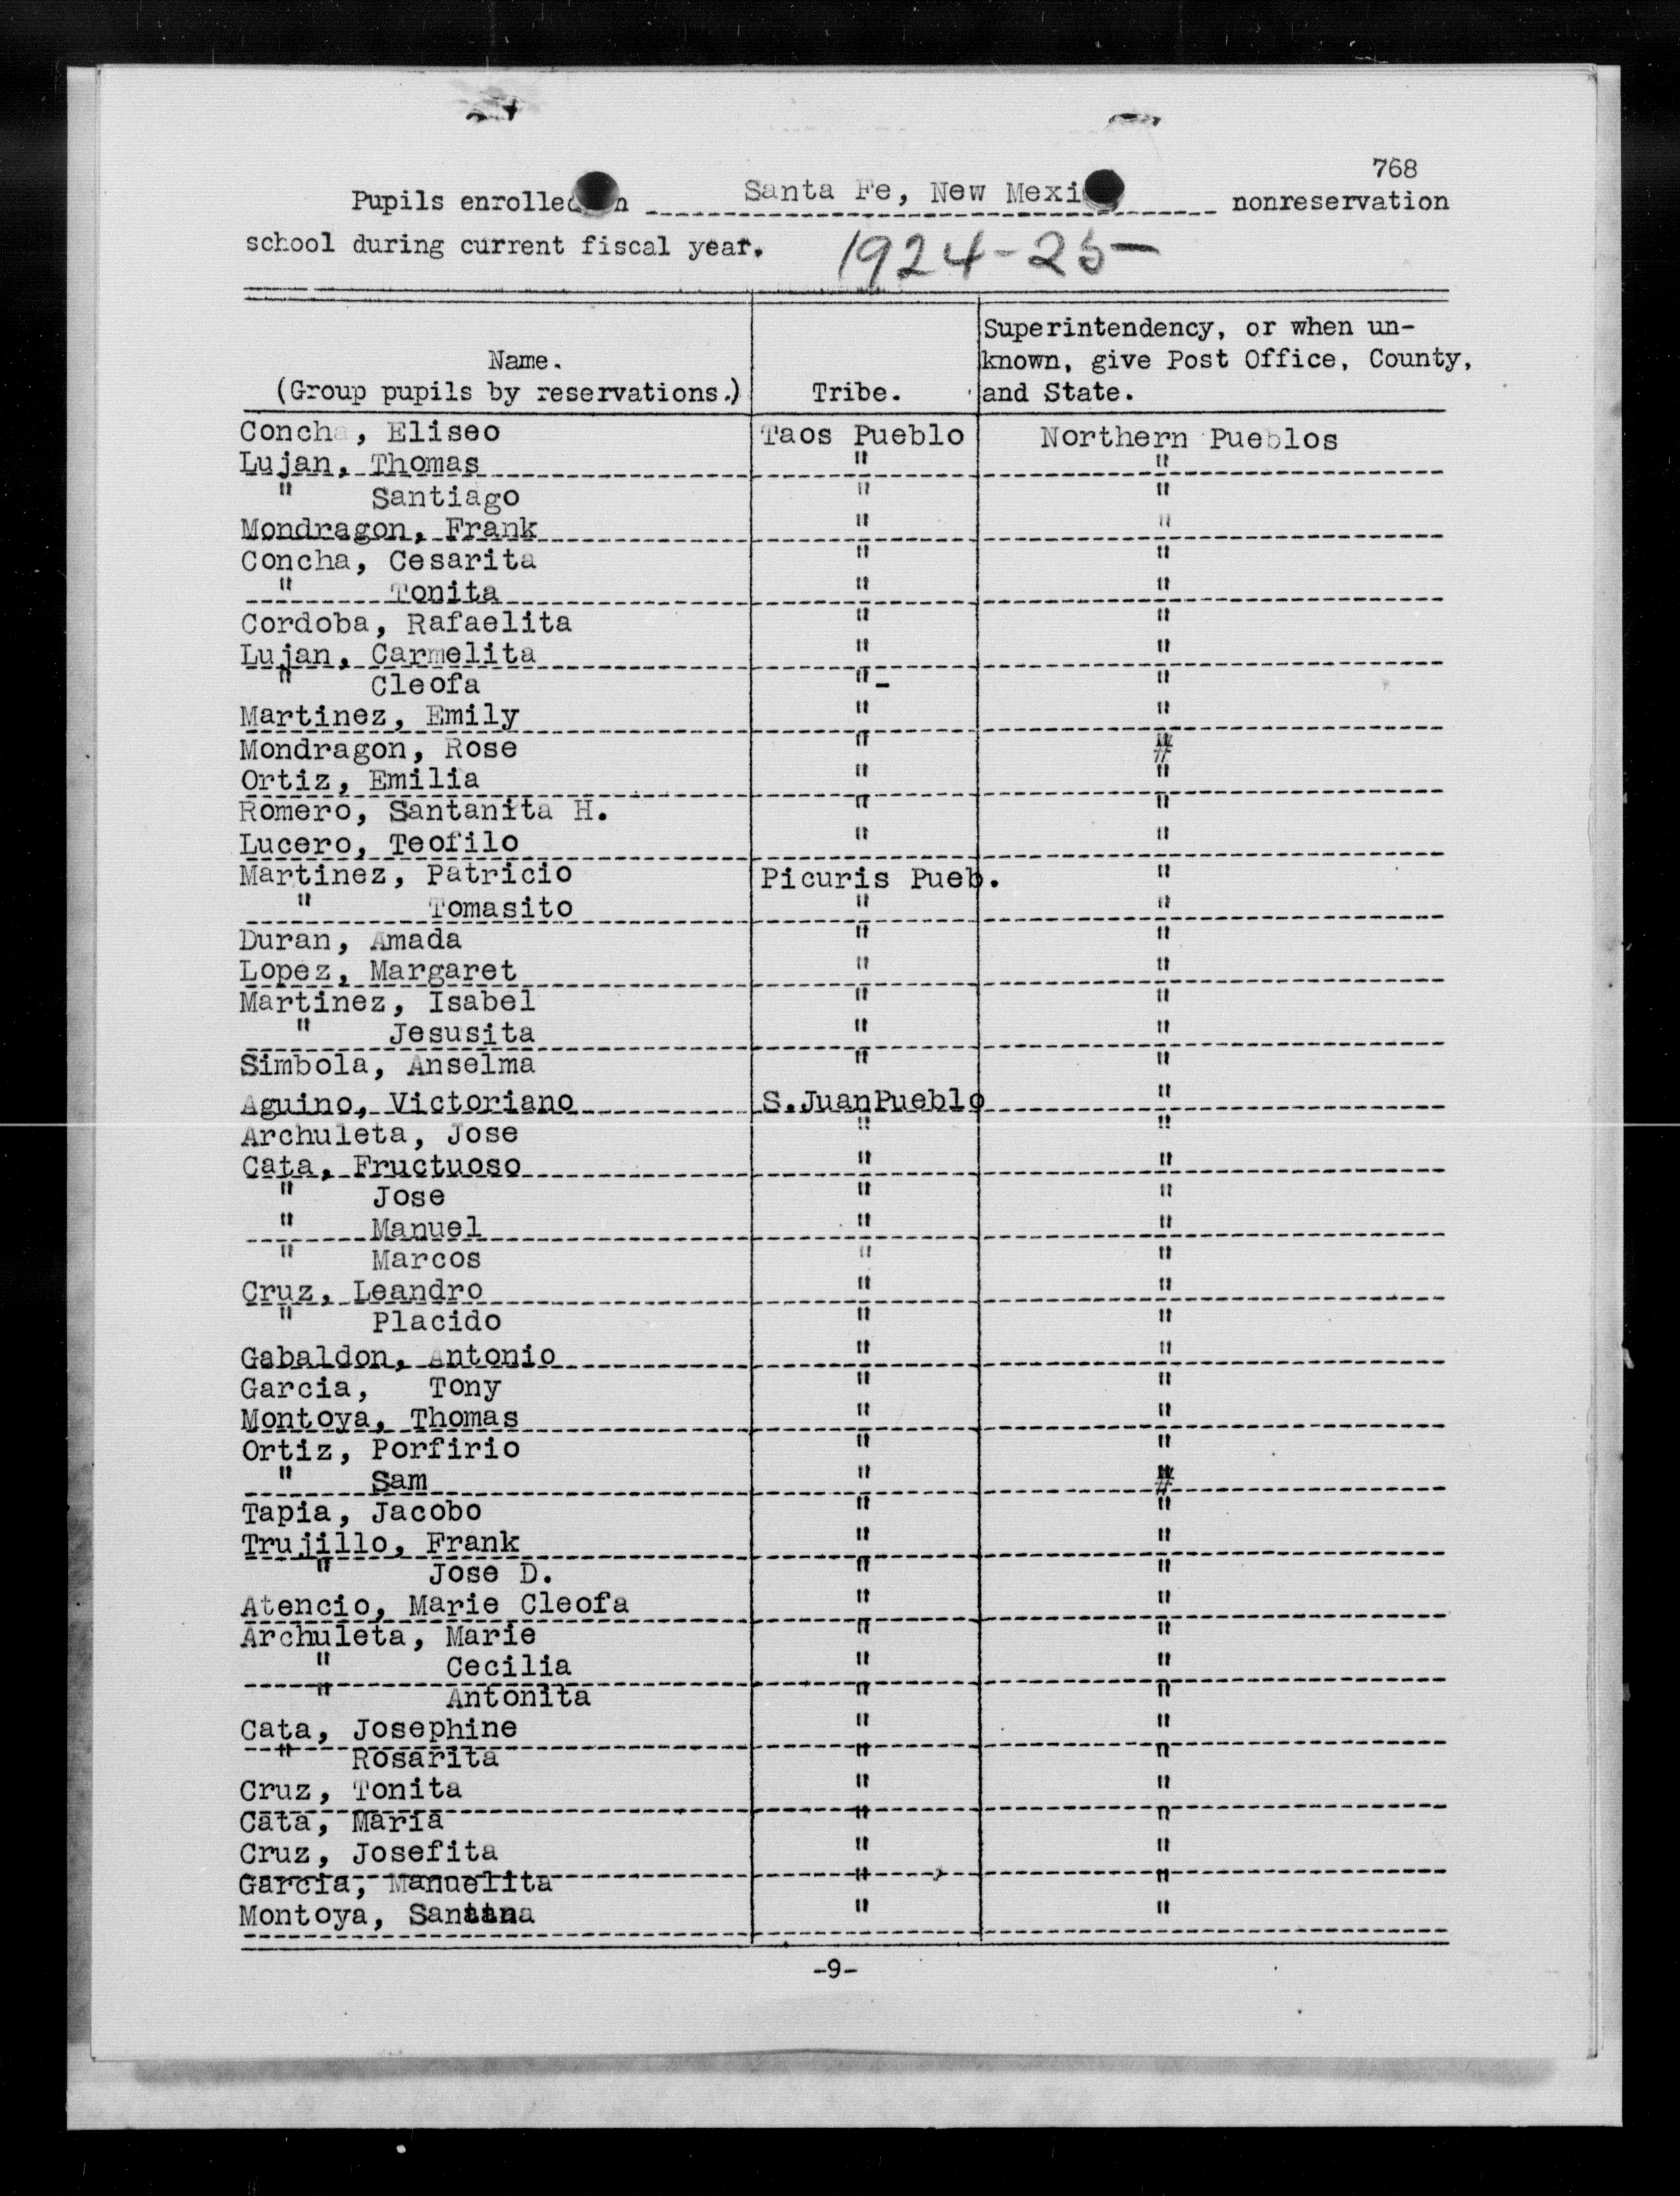 768
Pupils enrolled in Santa Fe, New Mexico nonreservation
school during current fiscal year. 1924-25
Superintendency, or when un-
Name. known, give Post Office, County,
(Group pupils by reservations.) Tribe. and State.
Concha, Eliseo Taos Pueblo Northern Pueblos
Lujan, Thomas " "
" Santiago " "
Mondragon, Frank " "
Concha, Cesarita " "
" Tonita " "
Cordoba, Rafaelita " "
Lujan, Carmelita " "
" Cleofa "- "
Martinez, Emily " "
Mondragon, Rose " "
Ortiz, Emilia " "
Romero, Santanita H. " "
Lucero, Teofilo " "
Martinez, Patricio Picuris Pueb. "
" Tomasito " "
Duran, Amada " "
Lopez, Margaret " "
Martinez, Isabel " "
" Jesusita " "
Simbola, Anselma " "
Aguino, Victoriano S.JuanPueblo "
Archuleta, Jose " "
Cata, Fructuoso " "
" Jose " "
" Manuel " "
" Marcos " "
Cruz, Leandro " "
" Placido " "
Gabaldon, Antonio " "
Garcia, Tony " "
Montoya, Thomas " "
Ortiz, Porfirio " "
" Sam " "
Tapia, Jacobo " "
Trujillo, Frank " "
" Jose D. " "
Atencio, Marie Cleofa " "
Archuleta, Marie " "
" Cecilia " "
" Antonita " "
Cata, Josephine " "
" Rosarita " "
Cruz, Tonita " "
Cata, Maria " "
Cruz, Josefita " "
Garcia, Manuelita " "
Montoya, Santana " "
-9-